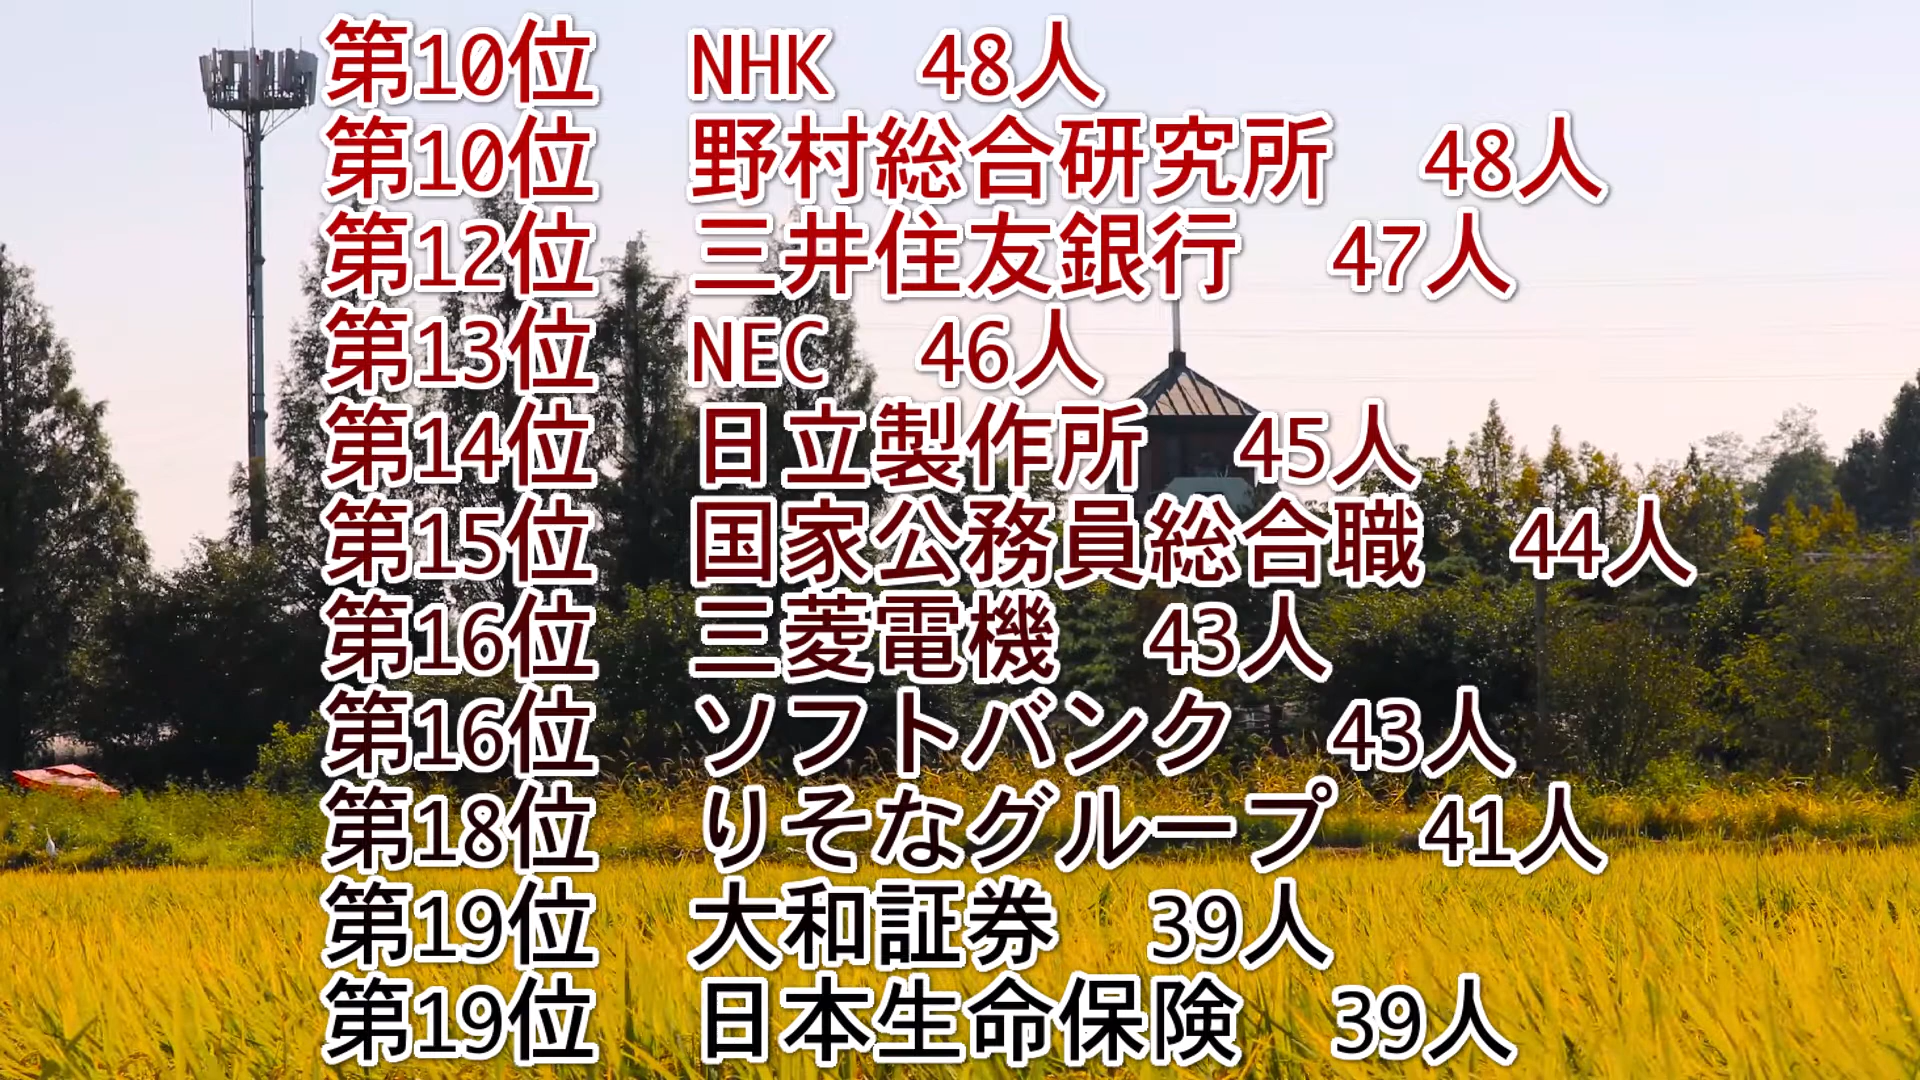 第10位　NHK　48人
第10位　野村総合研究所　48人
第12位　三井住友銀行　47人
第13位　NEC　46人
第14位　日立製作所　45人
第15位　国家公務員総合職　44人
第16位　三菱電機　43人
第16位　ソフトバンク　43人
第18位　りそなグループ　41人
第19位　大和証券　39人
第19位　日本生命保険　39人